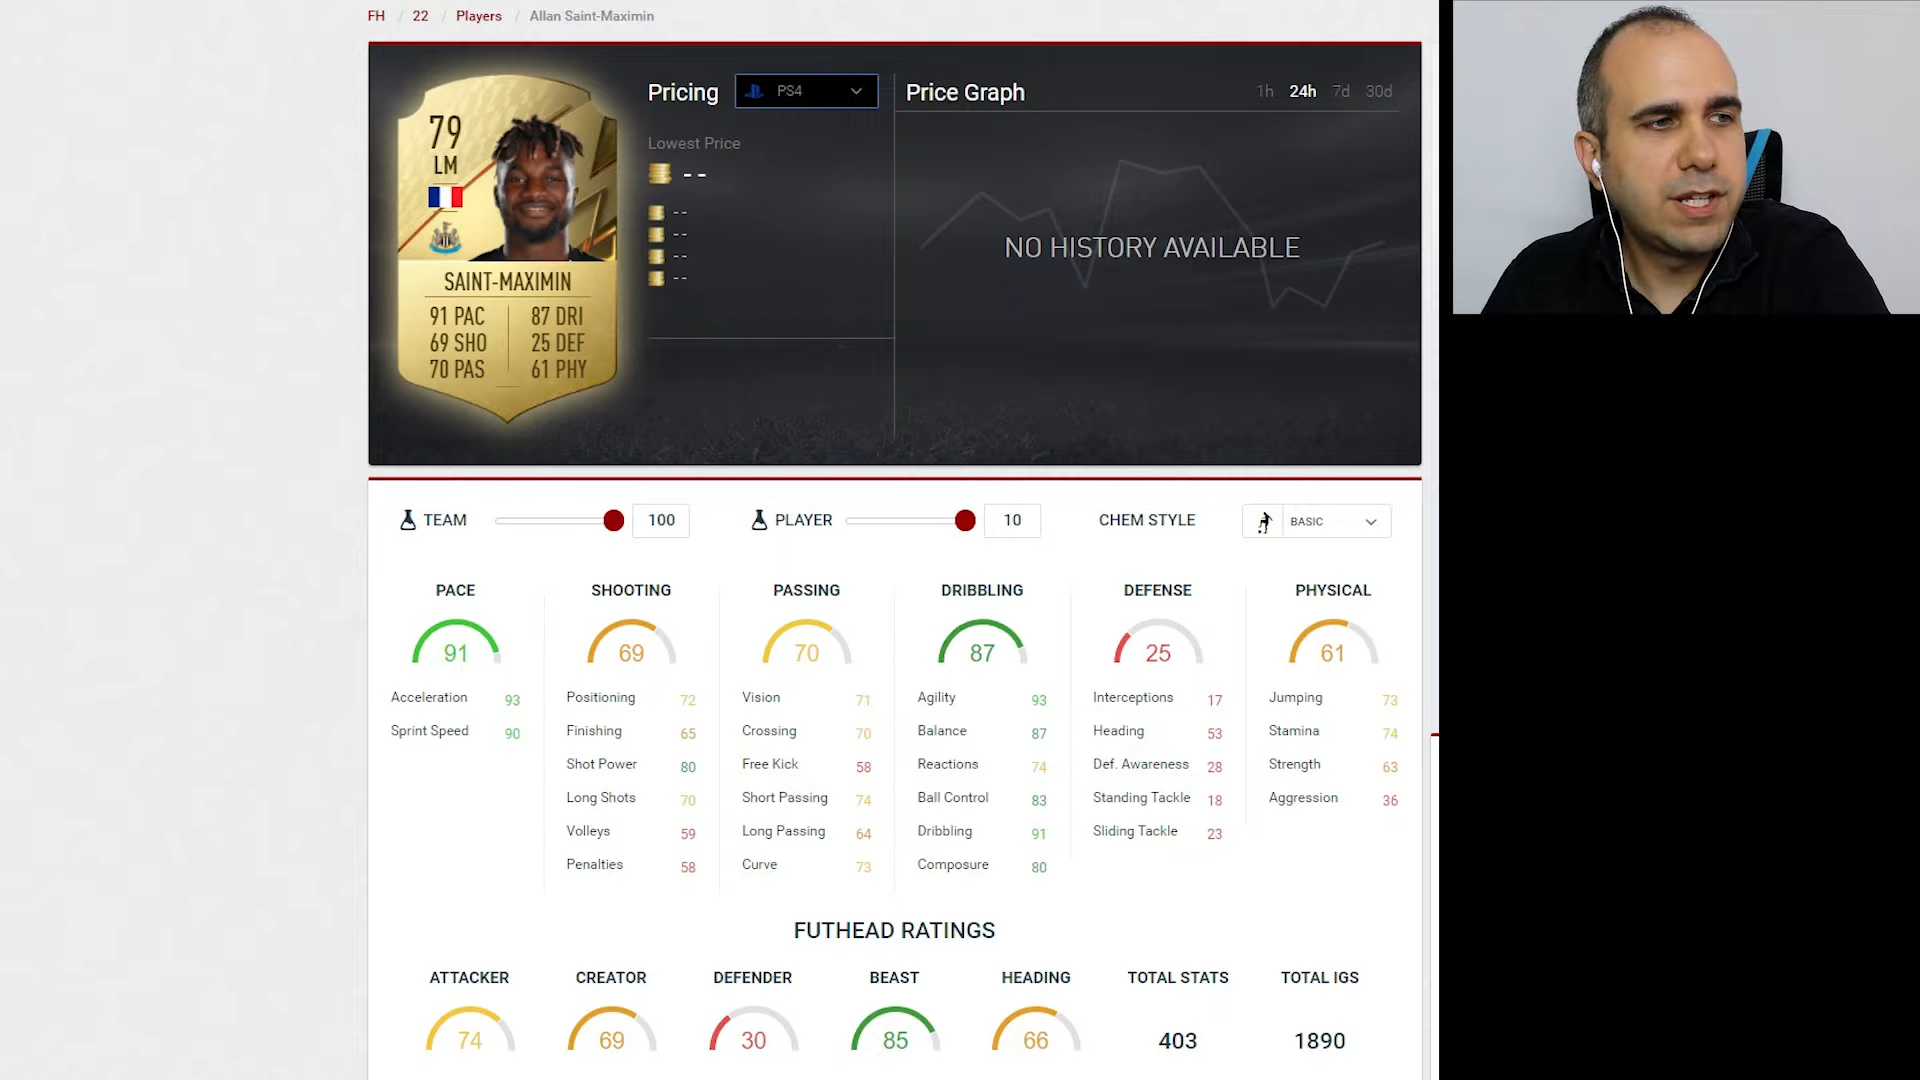 FH / 22 / Players / Allan Saint-Maximin
79
LM
SAINT-MAXIMIN
91 PAC 87 DRI
69 SHO 25 DEF
70 PAS 61 PHY
Pricing PS4
Lowest Price
--
--
--
--
--
Price Graph 1h 24h 7d 30d
NO HISTORY AVAILABLE
TEAM 100 PLAYER 10 CHEM STYLE BASIC
PACE SHOOTING PASSING DRIBBLING DEFENSE PHYSICAL
91 69 70 87 25 61
Acceleration 93 Positioning 72 Vision 71 Agility 93 Interceptions 17 Jumping 73
Sprint Speed 90 Finishing 65 Crossing 70 Balance 87 Heading 53 Stamina 74
Shot Power 80 Free Kick 58 Reactions 74 Def. Awareness 28 Strength 63
Long Shots 70 Short Passing 74 Ball Control 83 Standing Tackle 18 Aggression 36
Volleys 59 Long Passing 64 Dribbling 91 Sliding Tackle 23
Penalties 58 Curve 73 Composure 80
FUTHEAD RATINGS
ATTACKER CREATOR DEFENDER BEAST HEADING TOTAL STATS TOTAL IGS
74 69 30 85 66 403 1890